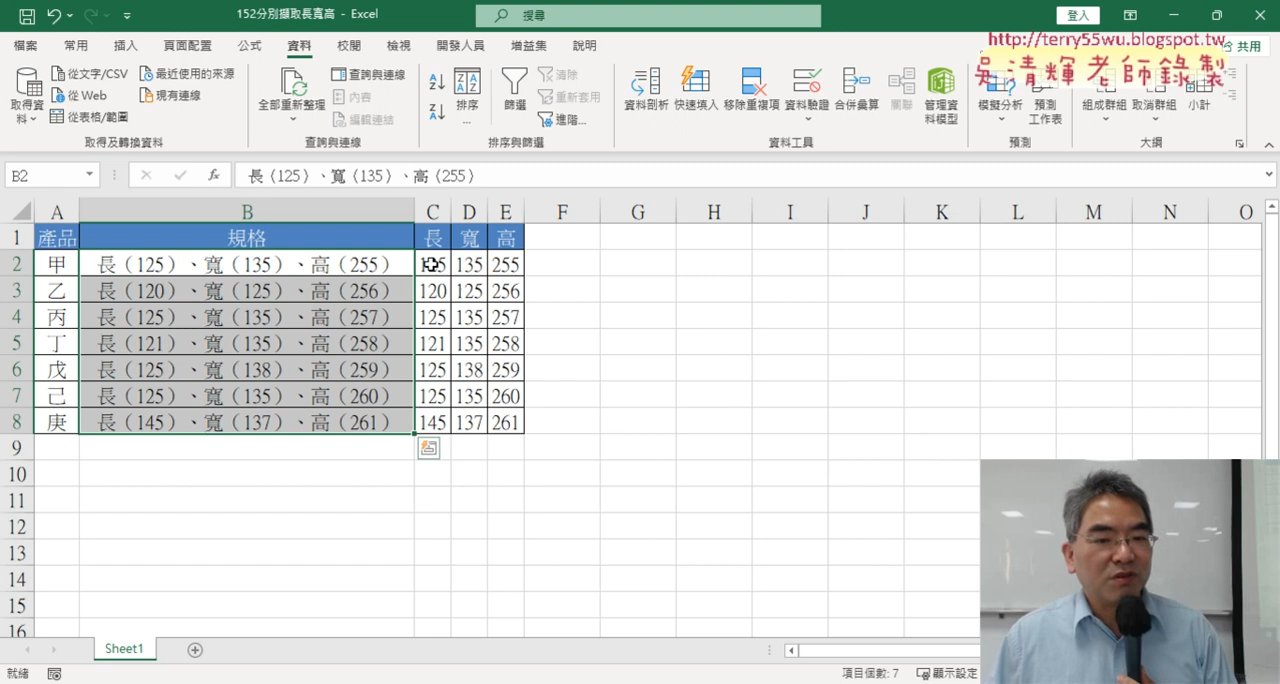 152分別擷取長寬高 - Excel
搜尋
登入
檔案 常用 插入 頁面配置 公式 資料 校閱 檢視 開發人員 增益集 說明
http://terry55wu.blogspot.tw
共用
吳清輝老師錄製
取得資料
從文字/CSV
從 Web
從表格/範圍
最近使用的來源
現有連線
全部重新整理
查詢與連線
內容
編輯連結
排序
篩選
清除
重新套用
進階...
資料剖析 快速填入 移除重複項 資料驗證 合併彙算 關聯 管理資料模型
模擬分析 預測工作表
組成群組 取消群組 小計
取得及轉換資料 查詢與連線 排序與篩選 資料工具 預測 大綱
B2 fx 長（125）、寬（135）、高（255）
A B C D E F G H I J K L M N O
1 產品 規格 長 寬 高
2 甲 長（125）、寬（135）、高（255） 125 135 255
3 乙 長（120）、寬（125）、高（256） 120 125 256
4 丙 長（125）、寬（135）、高（257） 125 135 257
5 丁 長（121）、寬（135）、高（258） 121 135 258
6 戊 長（125）、寬（138）、高（259） 125 138 259
7 己 長（125）、寬（135）、高（260） 125 135 260
8 庚 長（145）、寬（137）、高（261） 145 137 261
9
10
11
12
13
14
15
16
Sheet1
就緒
項目個數: 7
顯示設定